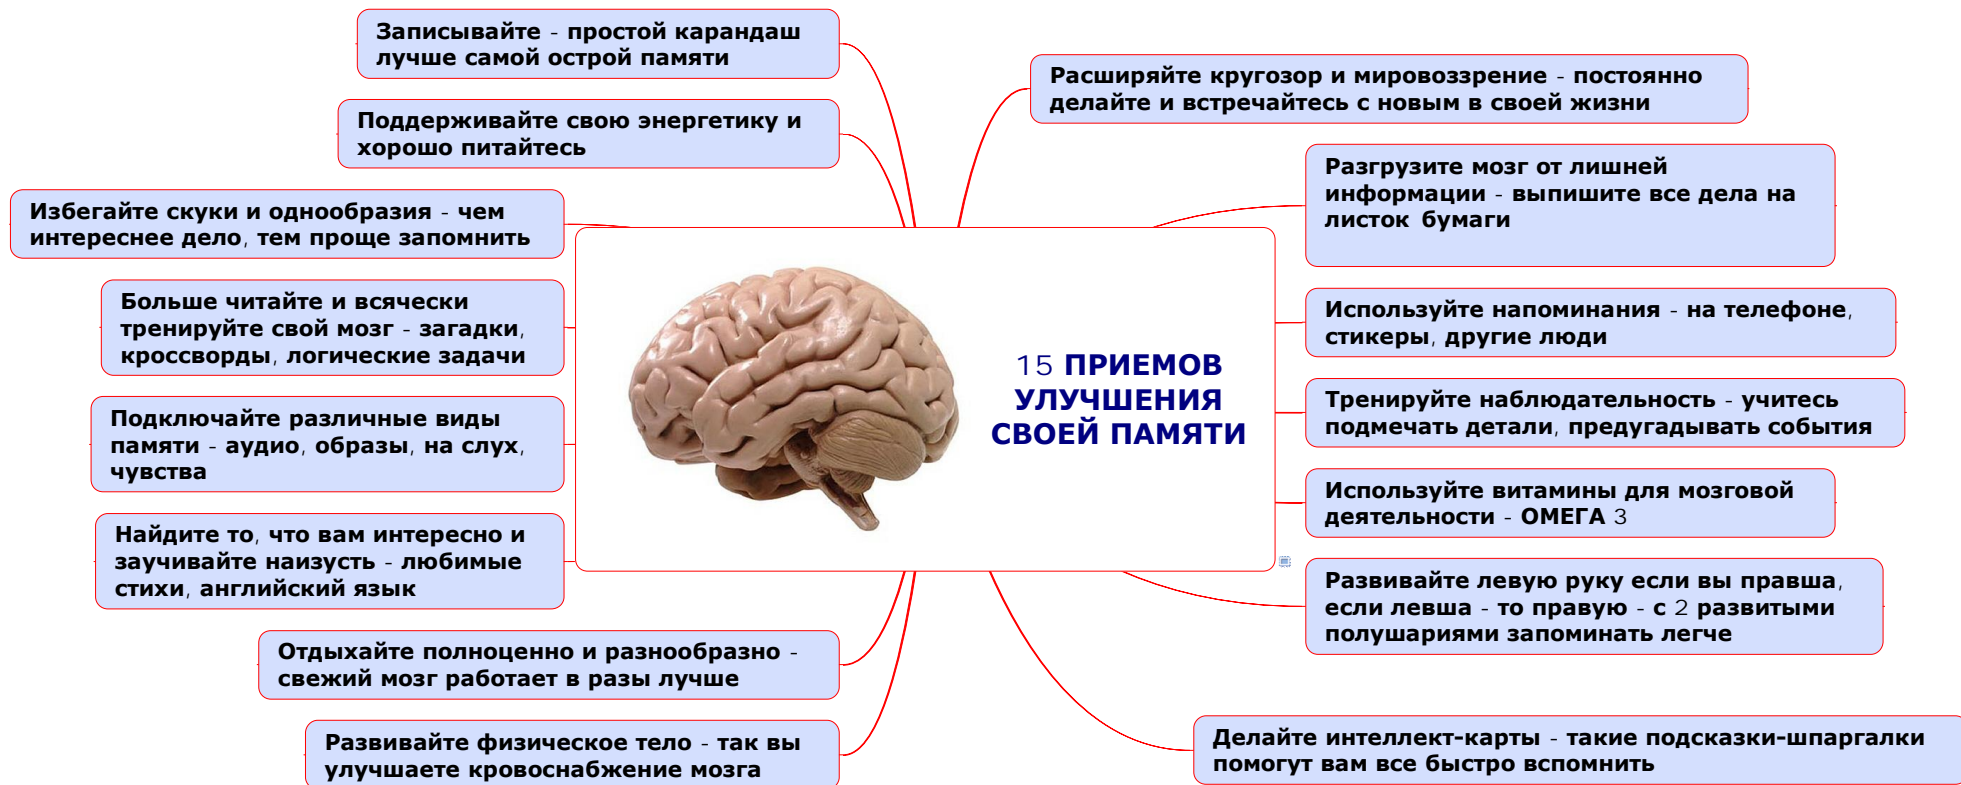 Записывайте - простой карандаш
лучше самой острой памяти
Поддерживайте свою энергетику и
хорошо питайтесь
Избегайте скуки и однообразия - чем
интереснее дело, тем проще запомнить
Больше читайте и всячески
тренируйте свой мозг - загадки,
кроссворды, логические задачи
Подключайте различные виды
памяти - аудио, образы, на слух,
чувства
Найдите то, что вам интересно и
заучивайте наизусть - любимые
стихи, английский язык
Отдыхайте полноценно и разнообразно -
свежий мозг работает в разы лучше
Развивайте физическое тело - так вы
улучшаете кровоснабжение мозга
15 ПРИЕМОВ
УЛУЧШЕНИЯ
СВОЕЙ ПАМЯТИ
Расширяйте кругозор и мировоззрение - постоянно
делайте и встречайтесь с новым в своей жизни
Разгрузите мозг от лишней
информации - выпишите все дела на
листок бумаги
Используйте напоминания - на телефоне,
стикеры, другие люди
Тренируйте наблюдательность - учитесь
подмечать детали, предугадывать события
Используйте витамины для мозговой
деятельности - ОМЕГА 3
Развивайте левую руку если вы правша,
если левша - то правую - с 2 развитыми
полушариями запоминать легче
Делайте интеллект-карты - такие подсказки-шпаргалки
помогут вам все быстро вспомнить